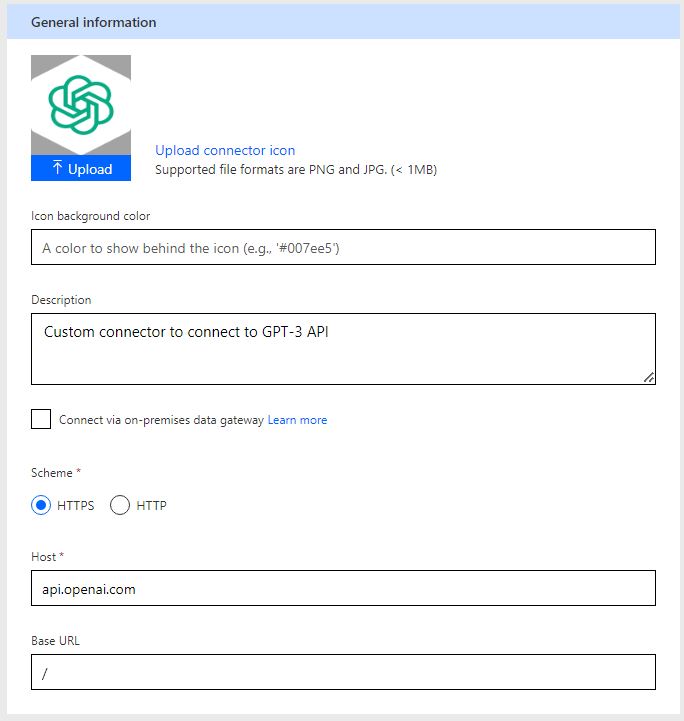 General information
Upload
Upload connector icon
Supported file formats are PNG and JPG. (< 1MB)
Icon background color
A color to show behind the icon (e.g., '#007ee5')
Description
Custom connector to connect to GPT-3 API
Connect via on-premises data gateway Learn more
Scheme *
HTTPS HTTP
Host *
api.openai.com
Base URL
/